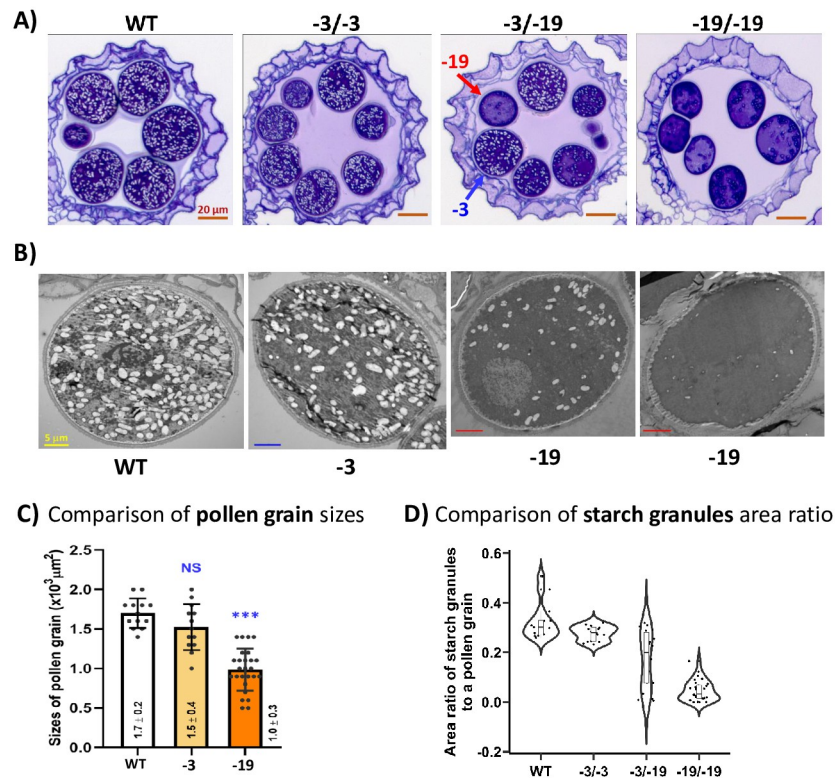 A)
WT
-3/-3
-3/-19
-19/-19
-19
-3
20 μm
B)
5 μm
WT
-3
-19
-19
C) Comparison of pollen grain sizes
Sizes of pollen grain (x10³μm²)
2.5
2.0
1.5
1.0
0.5
0.0
NS
***
1.7 ± 0.2
1.5 ± 0.4
1.0 ± 0.3
WT
-3
-19
D) Comparison of starch granules area ratio
Area ratio of starch granules
to a pollen grain
0.6
0.4
0.2
0.0
-0.2
WT
-3/-3
-3/-19
-19/-19